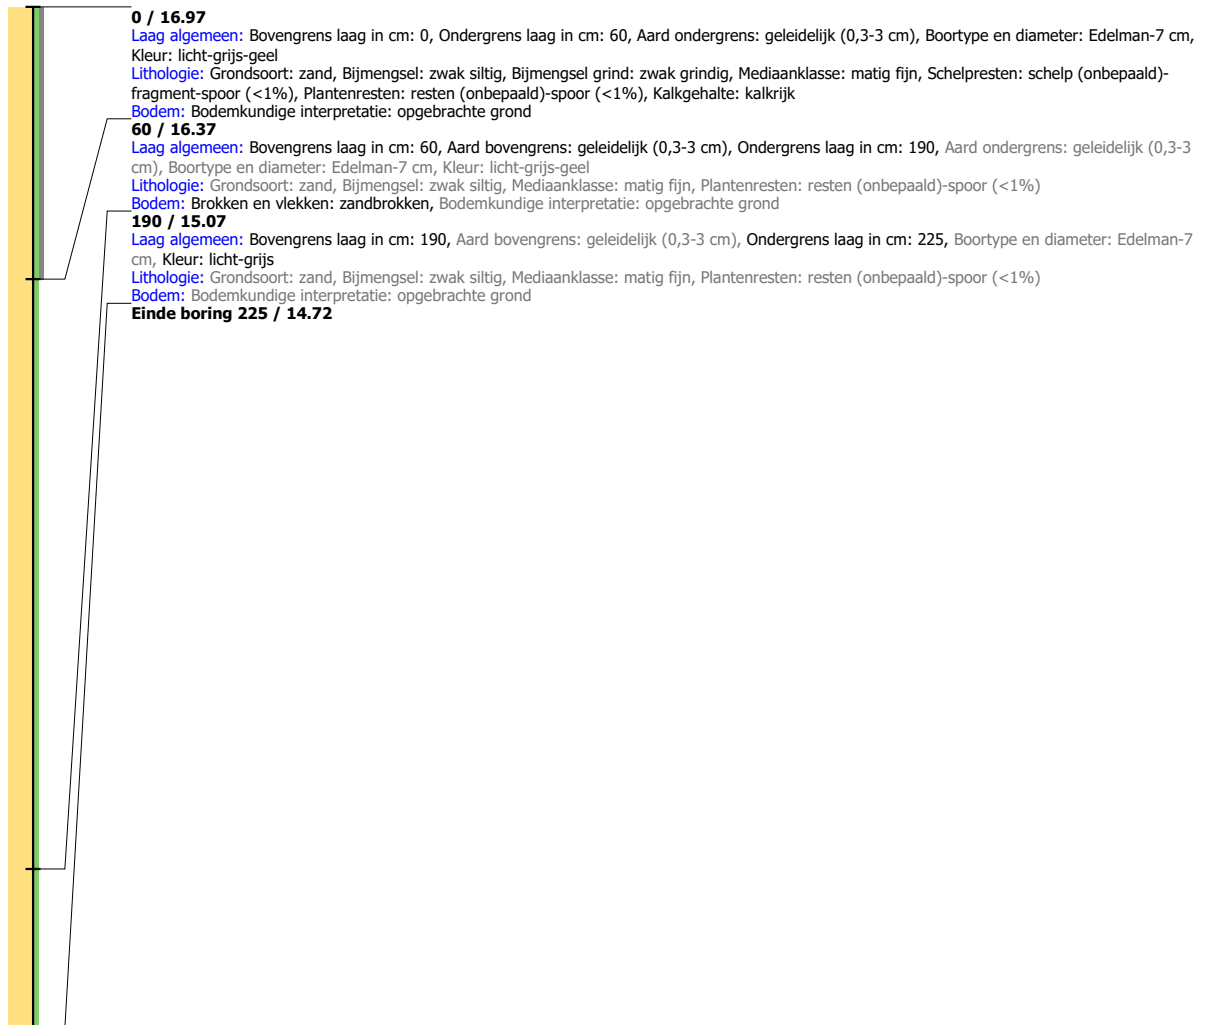 0 / 16.97
Laag algemeen: Bovengrens laag in cm: 0, Ondergrens laag in cm: 60, Aard ondergrens: geleidelijk (0,3-3 cm), Boortype en diameter: Edelman-7 cm,
Kleur: licht-grijs-geel
Lithologie: Grondsoort: zand, Bijmengsel: zwak siltig, Bijmengsel grind: zwak grindig, Mediaanklasse: matig fijn, Schelpresten: schelp (onbepaald)-
fragment-spoor (<1%), Plantenresten: resten (onbepaald)-spoor (<1%), Kalkgehalte: kalkrijk
Bodem: Bodemkundige interpretatie: opgebrachte grond
60 / 16.37
Laag algemeen: Bovengrens laag in cm: 60, Aard bovengrens: geleidelijk (0,3-3 cm), Ondergrens laag in cm: 190, Aard ondergrens: geleidelijk (0,3-3
cm), Boortype en diameter: Edelman-7 cm, Kleur: licht-grijs-geel
Lithologie: Grondsoort: zand, Bijmengsel: zwak siltig, Mediaanklasse: matig fijn, Plantenresten: resten (onbepaald)-spoor (<1%)
Bodem: Brokken en vlekken: zandbrokken, Bodemkundige interpretatie: opgebrachte grond
190 / 15.07
Laag algemeen: Bovengrens laag in cm: 190, Aard bovengrens: geleidelijk (0,3-3 cm), Ondergrens laag in cm: 225, Boortype en diameter: Edelman-7
cm, Kleur: licht-grijs
Lithologie: Grondsoort: zand, Bijmengsel: zwak siltig, Mediaanklasse: matig fijn, Plantenresten: resten (onbepaald)-spoor (<1%)
Bodem: Bodemkundige interpretatie: opgebrachte grond
Einde boring 225 / 14.72